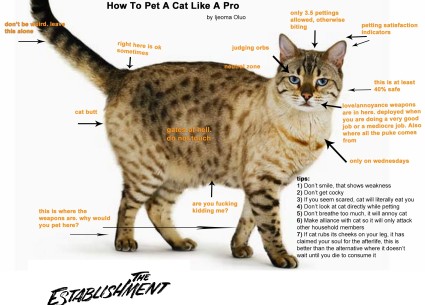 How To Pet A Cat Like A Pro
by Ijeoma Oluo
don't be weird. leave
this alone
right here is ok
sometimes
judging orbs
neutral zone
only 3.5 pettings
allowed, otherwise
biting
petting satisfaction
indicators
this is at least
40% safe
cat butt
love/annoyance weapons
are in here. deployed when
you are doing a very good
job or a mediocre job. Also
where all the puke comes
from
do not touch
only on wednesdays
are you fucking
kidding me?
this is where the
weapons are. why would
you pet here?
tips:
1) Don't smile, that shows weakness
2) Don't get cocky
3) If you seem scared, cat will literally eat you
4) Don't look at cat directly while petting
5) Don't breathe too much, it will annoy cat
6) Make alliance with cat so it will only attack
other household members
7) If cat rubs its cheeks on your leg, it has
claimed your soul for the afterlife, this is
better than the alternate where it doesn't
wait until you die to consume it
THE
ESTABLISHMENT